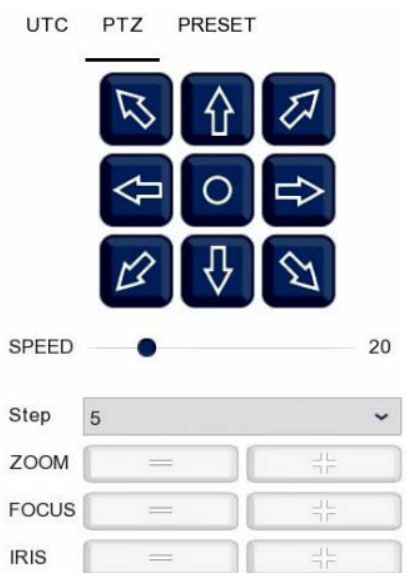 UTC PTZ PRESET
SPEED 20
Step 5
ZOOM
FOCUS
IRIS